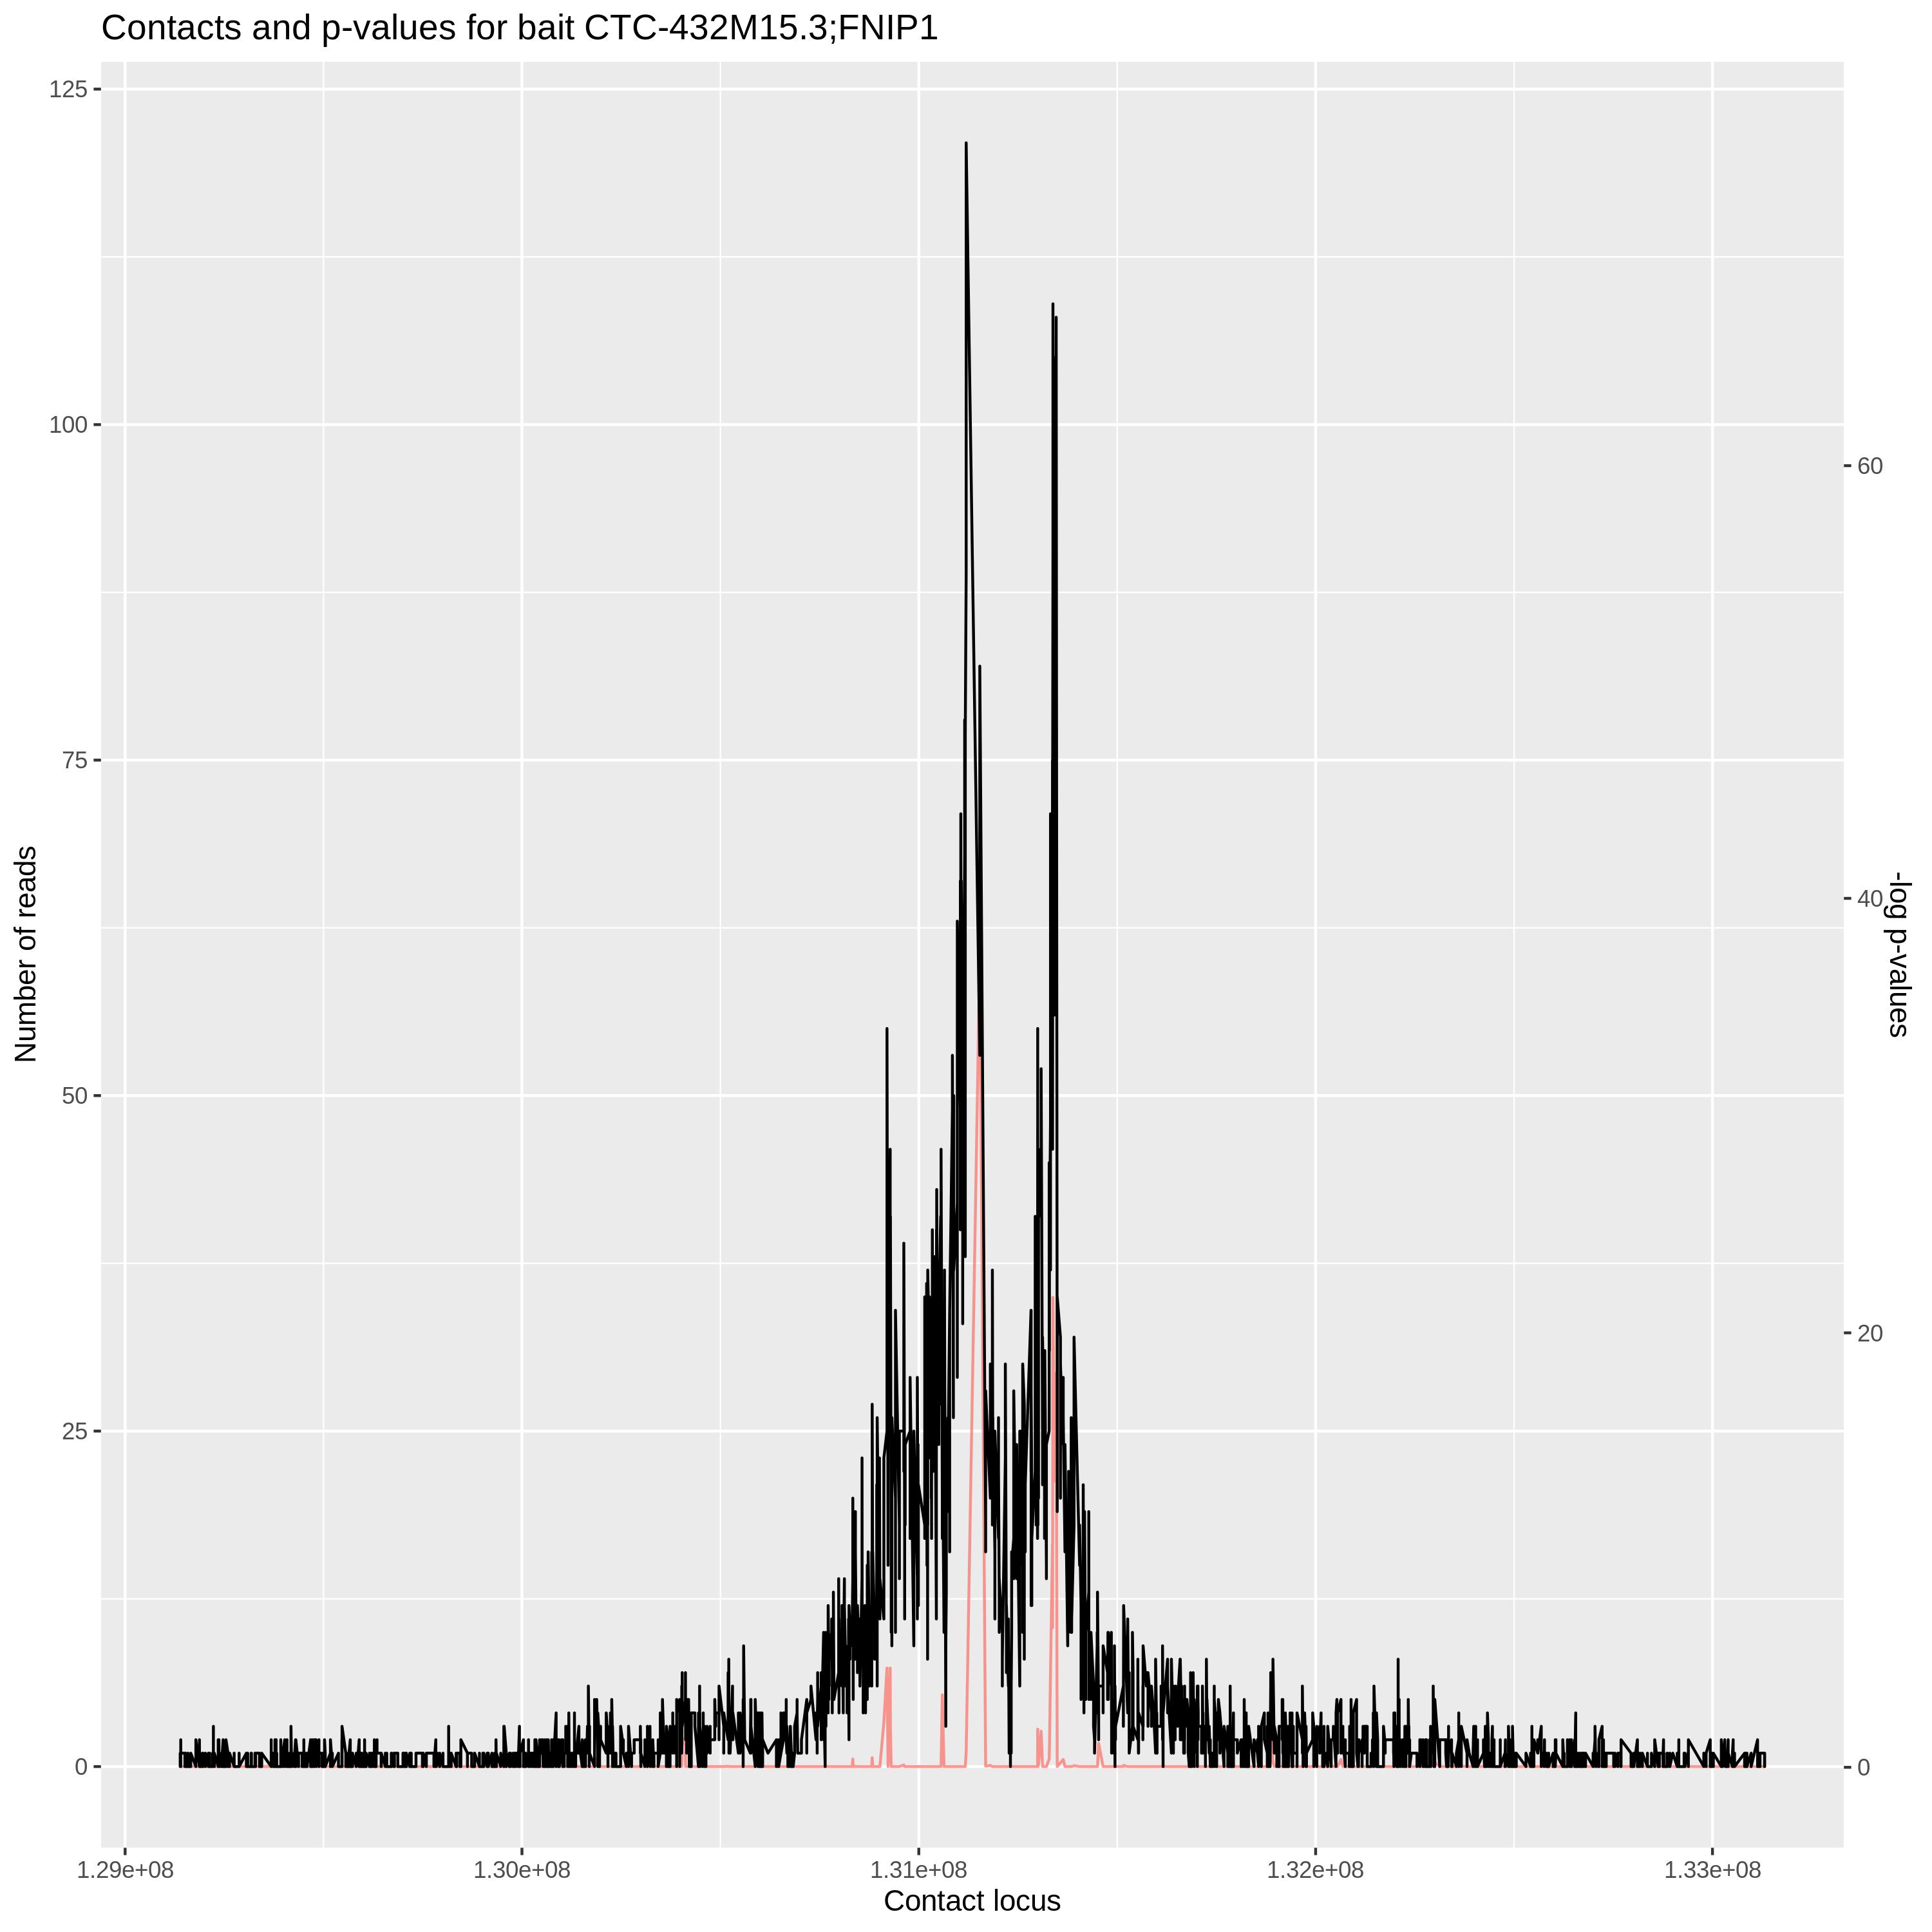 Contacts and p-values for bait CTC-432M15.3;FNIP1
125
100
75
50
25
0
Number of reads
60
40
20
0
-log p-values
1.29e+08 1.30e+08 1.31e+08 1.32e+08 1.33e+08
Contact locus